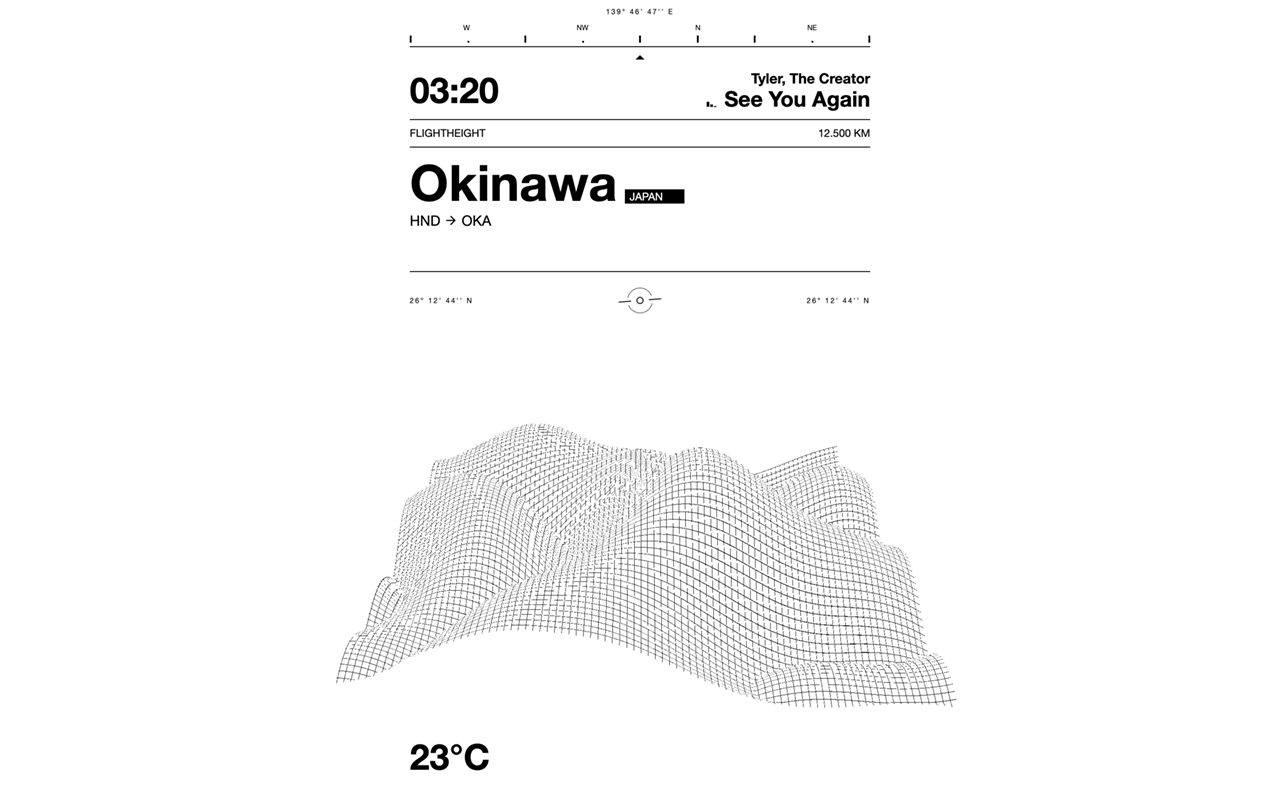 139° 46' 47'' E
W NW N NE
03:20
Tyler, The Creator
See You Again
FLIGHTHEIGHT 12.500 KM
Okinawa JAPAN
HND → OKA
26° 12' 44'' N 26° 12' 44'' N
23°C